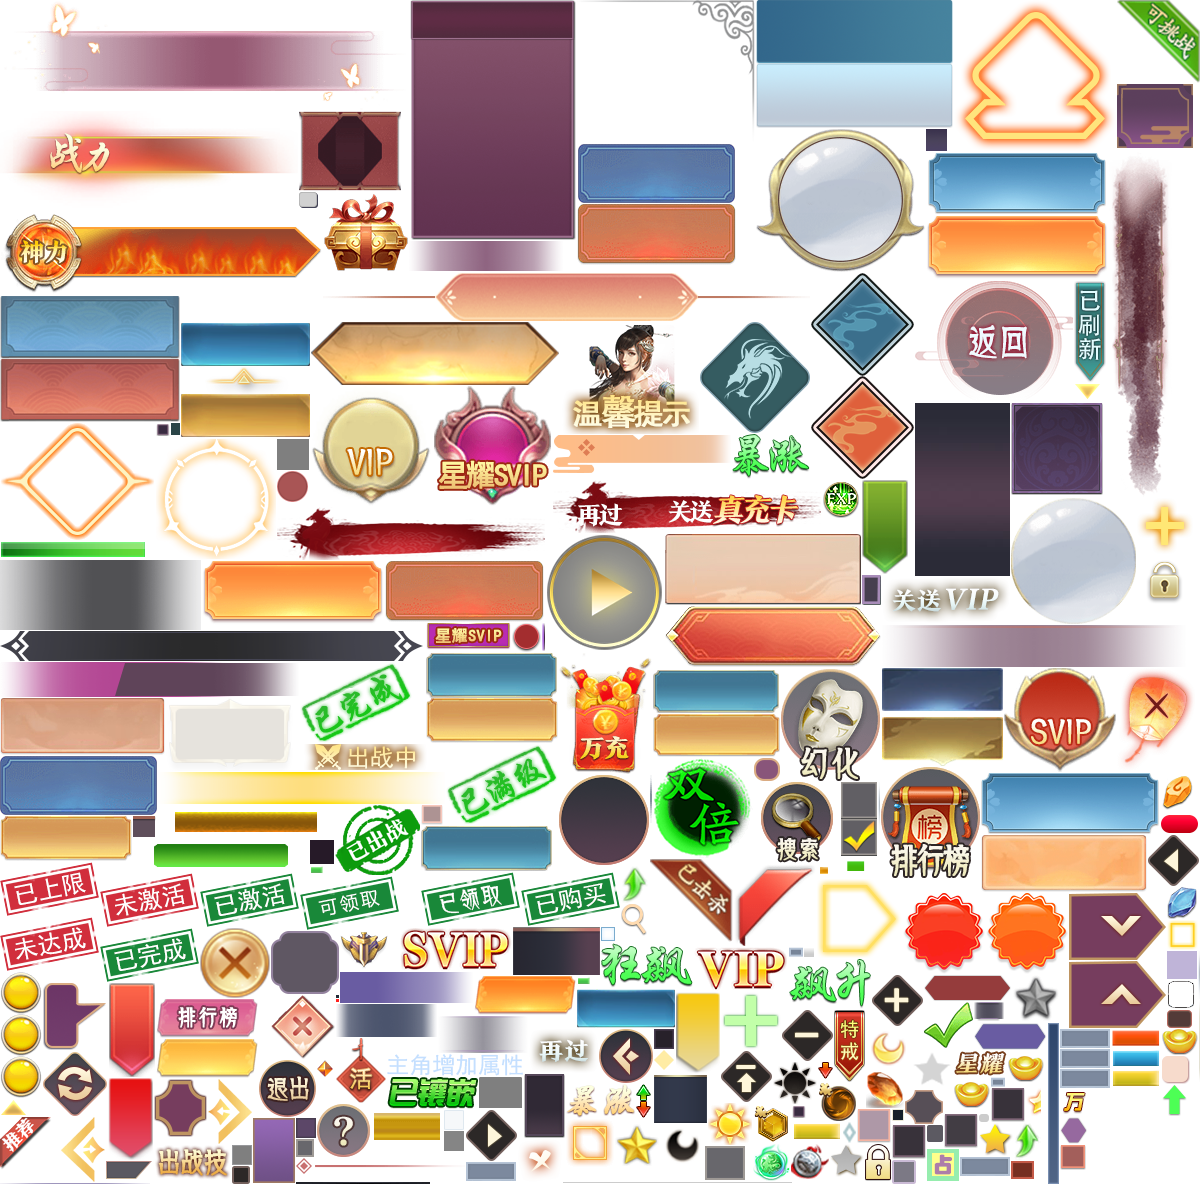 可挑战
战力
神力
返回
已刷新
温馨提示
VIP
星耀SVIP
暴涨
再过
关送真充卡
EXP
关送VIP
星耀SVIP
已完成
出战中
万充
幻化
SVIP
已满级
双倍
搜索
榜
排行榜
已出战
已上限
未激活
已激活
可领取
已领取
已购买
已击杀
未达成
已完成
SVIP
狂飙
VIP
飙升
排行榜
特戒
再过
主角增加属性
星耀
退出
活
已镶嵌
暴涨
万
推荐
出战技
?
占